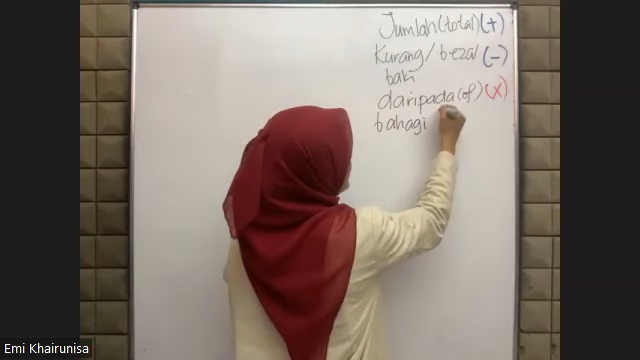 Jumlah (total) (+)
Kurang / beza/ (-)
baki
daripada (of) (x)
bahagi
Emi Khairunisa